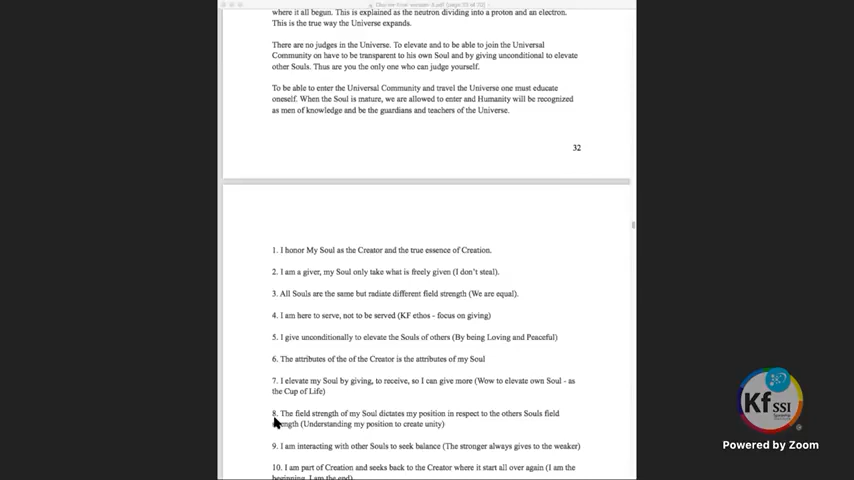 where it all begun. This is explained as the neutron dividing into a proton and an electron.
This is the true way the Universe expands.
There are no judges in the Universe. To elevate and to be able to join the Universal
Community on have to be transparent to his own Soul and by giving unconditional to elevate
other Souls. Thus are you the only one who can judge yourself.
To be able to enter the Universal Community and travel the Universe one must educate
oneself. When the Soul is mature, we are allowed to enter and Humanity will be recognized
as men of knowledge and be the guardians and teachers of the Universe.
32
1. I honor My Soul as the Creator and the true essence of Creation.
2. I am a giver, my Soul only take what is freely given (I don't steal).
3. All Souls are the same but radiate different field strength (We are equal).
4. I am here to serve, not to be served (KF ethos - focus on giving)
5. I give unconditionally to elevate the Souls of others (By being Loving and Peaceful)
6. The attributes of the of the Creator is the attributes of my Soul
7. I elevate my Soul by giving, to receive, so I can give more (Wow to elevate own Soul - as
the Cup of Life)
8. The field strength of my Soul dictates my position in respect to the others Souls field
(Understanding my position to create unity)
9. I am interacting with other Souls to seek balance (The stronger always gives to the weaker)
10. I am part of Creation and seeks back to the Creator where it start all over again (I am the
beginning, I am the end)
Kf SSI
Powered by Zoom